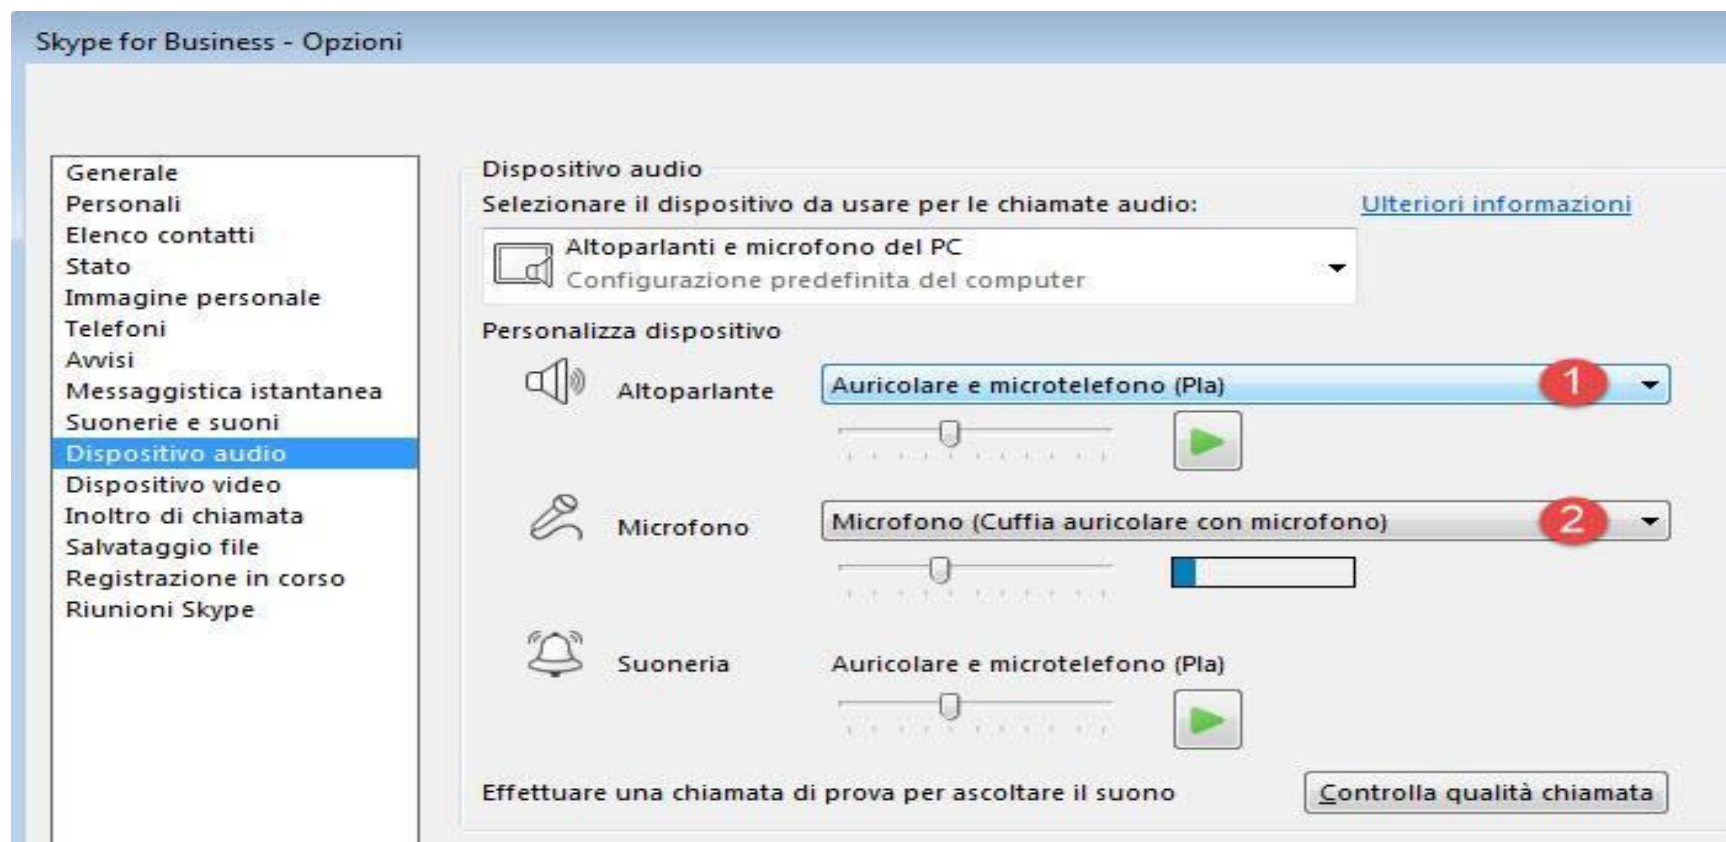 Skype for Business - Opzioni
Generale
Personali
Elenco contatti
Stato
Immagine personale
Telefoni
Avvisi
Messaggistica istantanea
Suonerie e suoni
Dispositivo audio
Dispositivo video
Inoltro di chiamata
Salvataggio file
Registrazione in corso
Riunioni Skype
Dispositivo audio
Selezionare il dispositivo da usare per le chiamate audio: Ulteriori informazioni
Altoparlanti e microfono del PC
Configurazione predefinita del computer
Personalizza dispositivo
Altoparlante Auricolare e microtelefono (Pla) 1
Microfono Microfono (Cuffia auricolare con microfono) 2
Suoneria Auricolare e microtelefono (Pla)
Effettuare una chiamata di prova per ascoltare il suono Controlla qualità chiamata